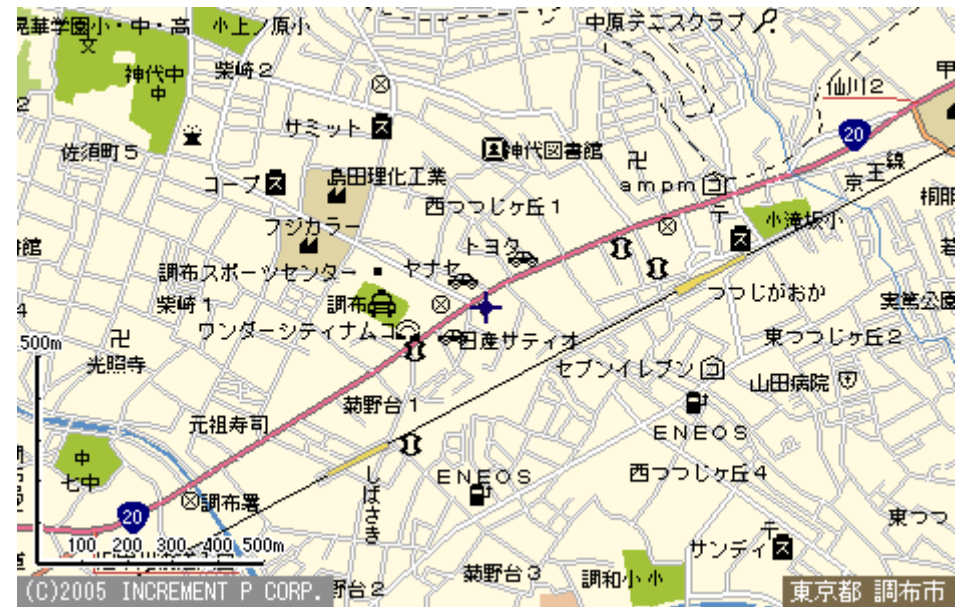 晃華学園小・中・高
小上ノ原小
中原テニスクラブ
文
神代中
中
柴崎2
仙川2
甲
20
サミット
佐須町5
神代図書館
京王線
コープ
島田理化工業
ampm
桐朋
西つつじヶ丘1
小滝坂小
フジカラー
トヨタ
館
若
調布スポーツセンター
ヤナセ
つつじがおか
柴崎1
調布
実篤公園
4
ワンダーシティナムコ
日産サティオ
東つつじヶ丘2
500m
光照寺
セブンイレブン
山田病院
菊野台1
元祖寿司
ENEOS
中
七中
しばさき
ENEOS
西つつじヶ丘4
調布署
20
東つつ
100 200 300 400 500m
サンディ
菊野台3
調和小
小
野台2
(C)2005 INCREMENT P CORP.
東京都 調布市